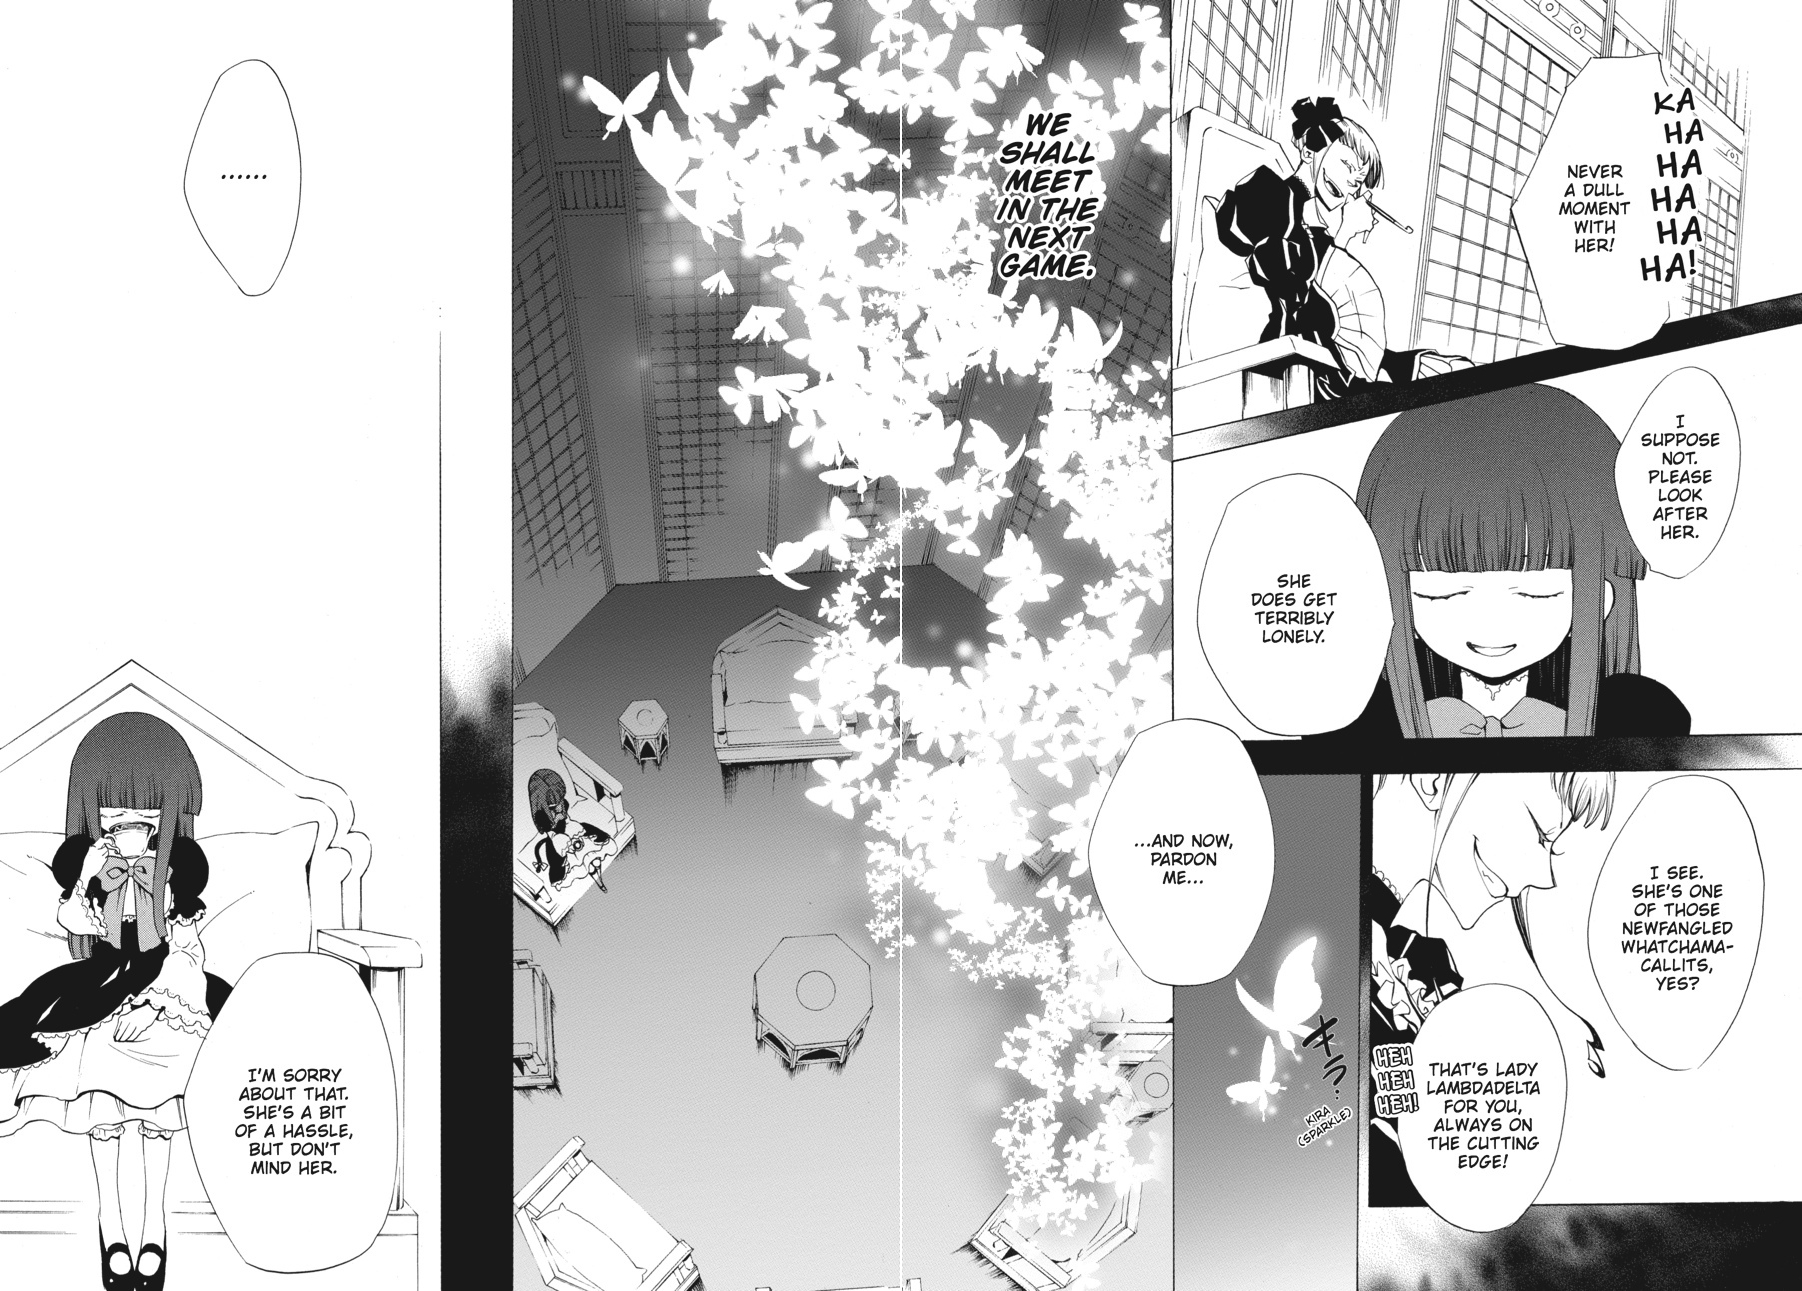 KA
HA
HA
HA
HA
HA!
NEVER
A DULL
MOMENT
WITH
HER!
I
SUPPOSE
NOT.
PLEASE
LOOK
AFTER
HER.
SHE
DOES GET
TERRIBLY
LONELY.
I SEE.
SHE'S ONE
OF THOSE
NEWFANGLED
WHATCHAMA-
CALLITS,
YES?
THAT'S LADY
LAMBDADELTA
FOR YOU,
ALWAYS ON
THE CUTTING
EDGE!
HEH
HEH
HEH!
...AND NOW,
PARDON
ME...
キラ・
KIRA
(SPARKLE)
WE
SHALL
MEET
IN THE
NEXT
GAME.
......
I'M SORRY
ABOUT THAT.
SHE'S A BIT
OF A HASSLE,
BUT DON'T
MIND HER.